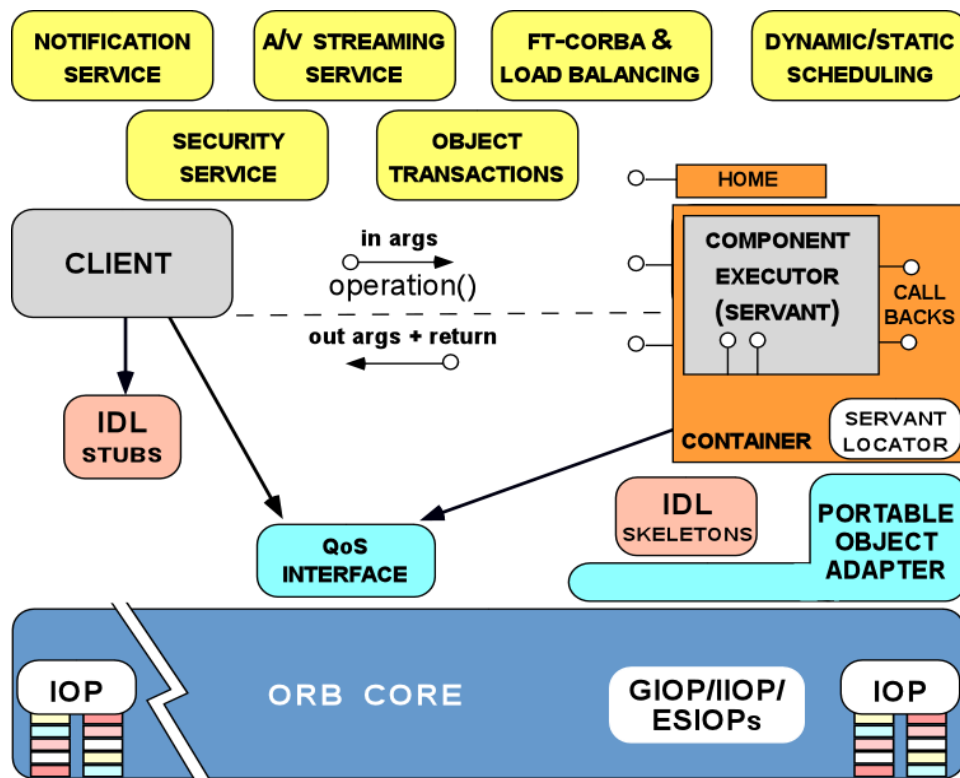 NOTIFICATION
SERVICE
A/V STREAMING
SERVICE
FT-CORBA &
LOAD BALANCING
DYNAMIC/STATIC
SCHEDULING
SECURITY
SERVICE
OBJECT
TRANSACTIONS
HOME
CLIENT
in args
operation()
out args + return
COMPONENT
EXECUTOR
(SERVANT)
CALL
BACKS
IDL
STUBS
CONTAINER
SERVANT
LOCATOR
IDL
SKELETONS
PORTABLE
OBJECT
ADAPTER
QoS
INTERFACE
IOP
ORB CORE
GIOP/IIOP/
ESIOPs
IOP